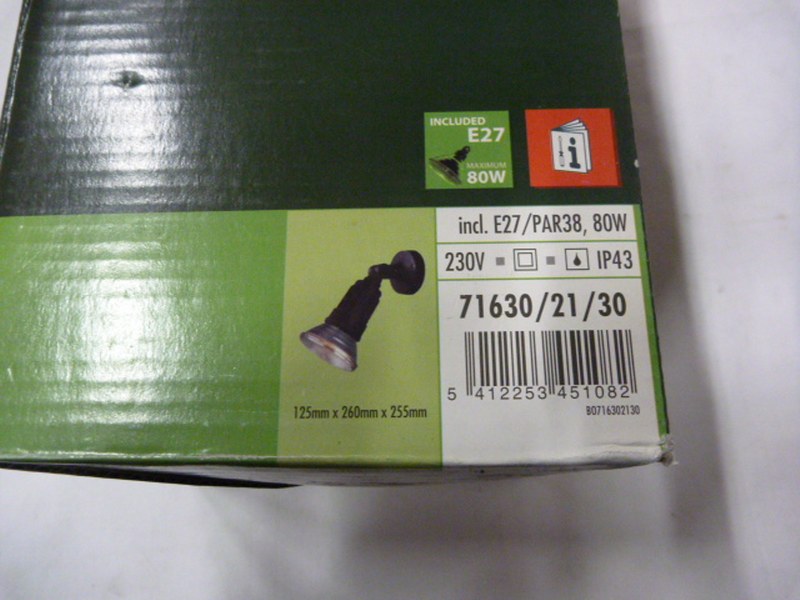 INCLUDED
E27
MAXIMUM
80W
i
incl. E27/PAR38, 80W
230V IP43
71630/21/30
5 412253 451082
BO716302130
125mm x 260mm x 255mm